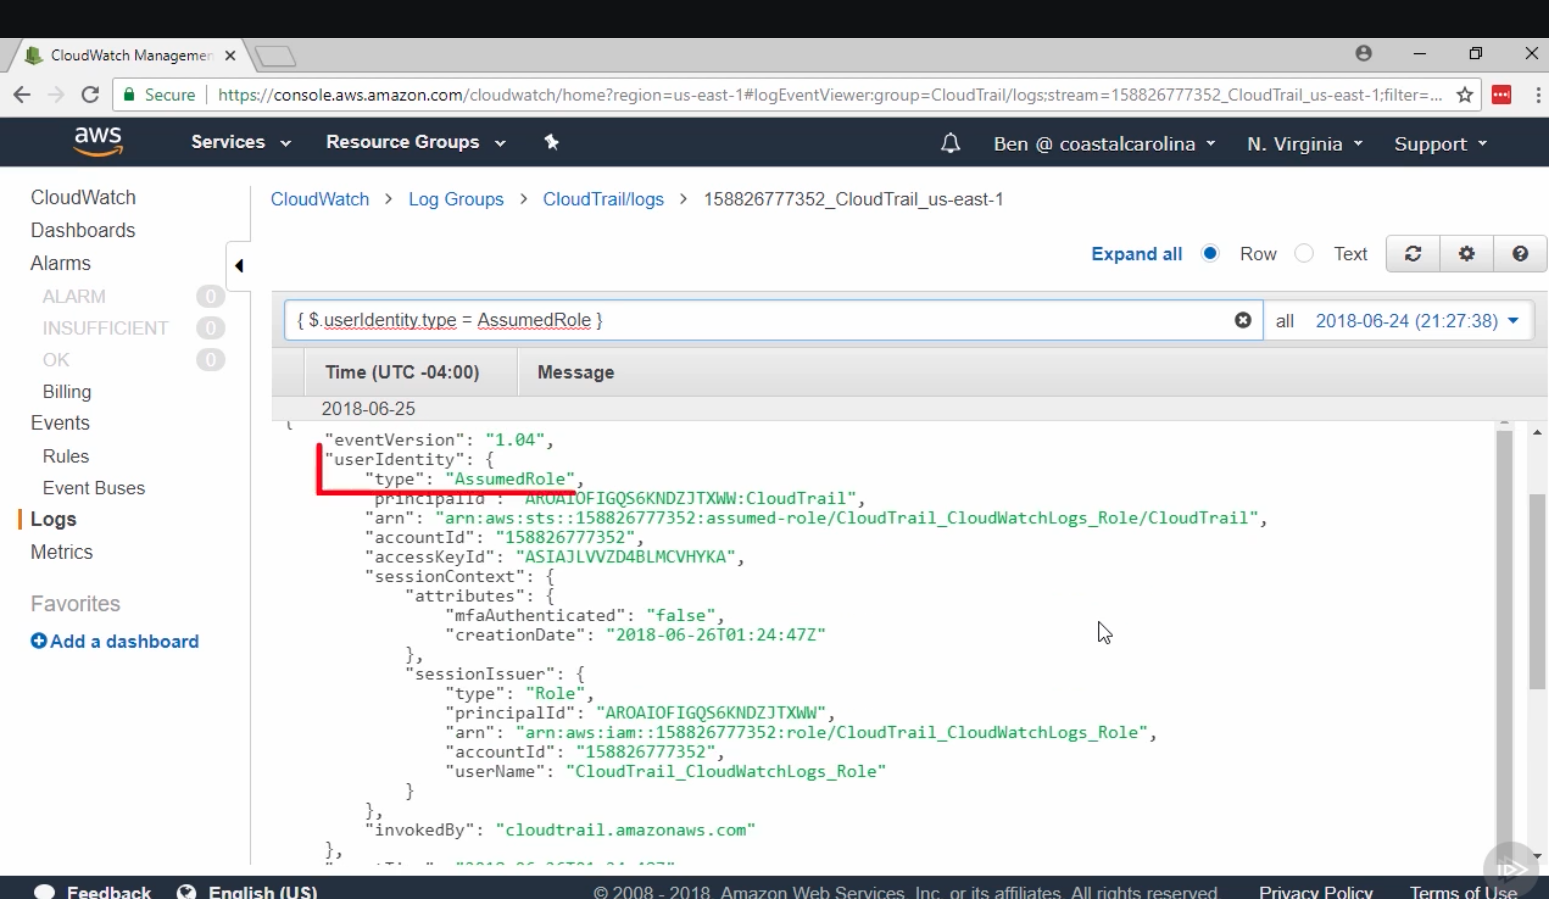 CloudWatch Managemen
Secure https://console.aws.amazon.com/cloudwatch/home?region=us-east-1#logEventViewer:group=CloudTrail/logs;stream=158826777352_CloudTrail_us-east-1;filter=...
aws Services Resource Groups Ben @ coastalcarolina N. Virginia Support
CloudWatch
Dashboards
Alarms
ALARM 0
INSUFFICIENT 0
OK 0
Billing
Events
Rules
Event Buses
Logs
Metrics
Favorites
Add a dashboard
CloudWatch > Log Groups > CloudTrail/logs > 158826777352_CloudTrail_us-east-1
Expand all Row Text
{ $.userIdentity.type = AssumedRole } all 2018-06-24 (21:27:38)
Time (UTC -04:00) Message
2018-06-25
{
"eventVersion": "1.04",
"userIdentity": {
"type": "AssumedRole",
"principalId": "AROAIOFIGQS6KNDZJTXWW:CloudTrail",
"arn": "arn:aws:sts::158826777352:assumed-role/CloudTrail_CloudWatchLogs_Role/CloudTrail",
"accountId": "158826777352",
"accessKeyId": "ASIAJLVVZD4BLMCVHYKA",
"sessionContext": {
"attributes": {
"mfaAuthenticated": "false",
"creationDate": "2018-06-26T01:24:47Z"
},
"sessionIssuer": {
"type": "Role",
"principalId": "AROAIOFIGQS6KNDZJTXWW",
"arn": "arn:aws:iam::158826777352:role/CloudTrail_CloudWatchLogs_Role",
"accountId": "158826777352",
"userName": "CloudTrail_CloudWatchLogs_Role"
}
},
"invokedBy": "cloudtrail.amazonaws.com"
},
Feedback English (US) © 2008 - 2018, Amazon Web Services, Inc. or its affiliates. All rights reserved. Privacy Policy Terms of Use